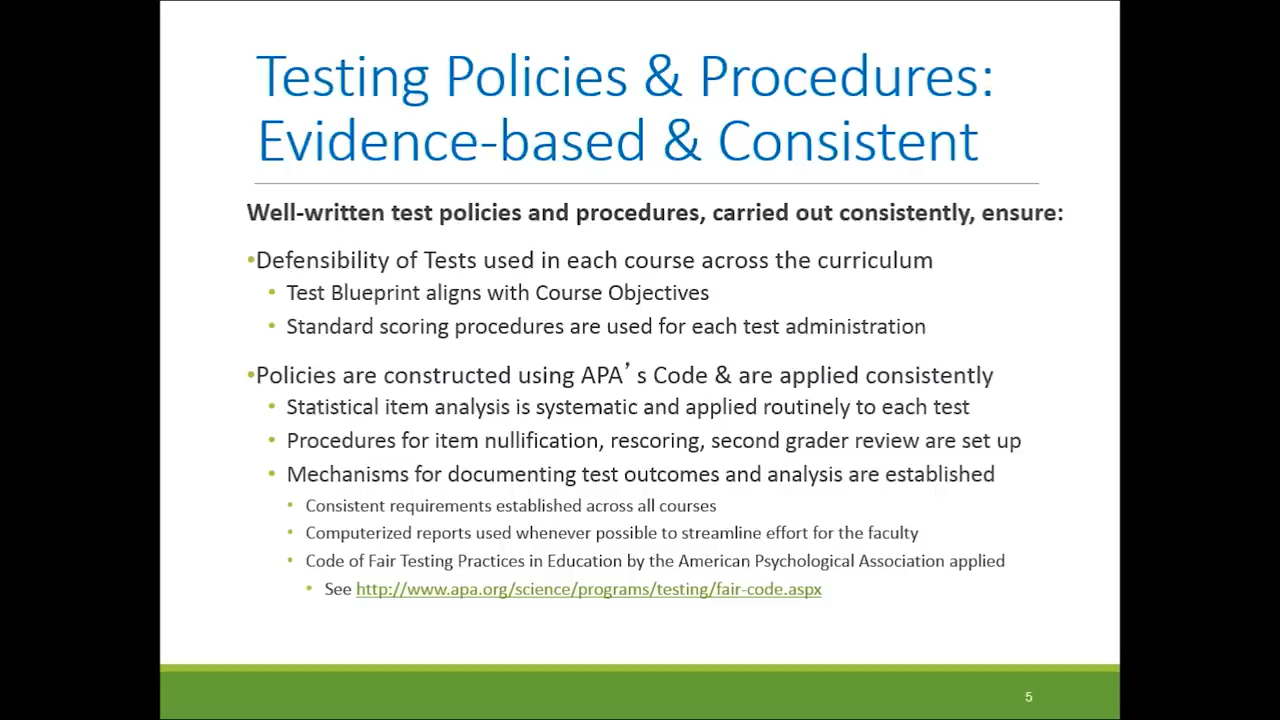 Testing Policies & Procedures:
Evidence-based & Consistent
Well-written test policies and procedures, carried out consistently, ensure:
•Defensibility of Tests used in each course across the curriculum
• Test Blueprint aligns with Course Objectives
• Standard scoring procedures are used for each test administration
•Policies are constructed using APA’s Code & are applied consistently
• Statistical item analysis is systematic and applied routinely to each test
• Procedures for item nullification, rescoring, second grader review are set up
• Mechanisms for documenting test outcomes and analysis are established
• Consistent requirements established across all courses
• Computerized reports used whenever possible to streamline effort for the faculty
• Code of Fair Testing Practices in Education by the American Psychological Association applied
• See http://www.apa.org/science/programs/testing/fair-code.aspx
5